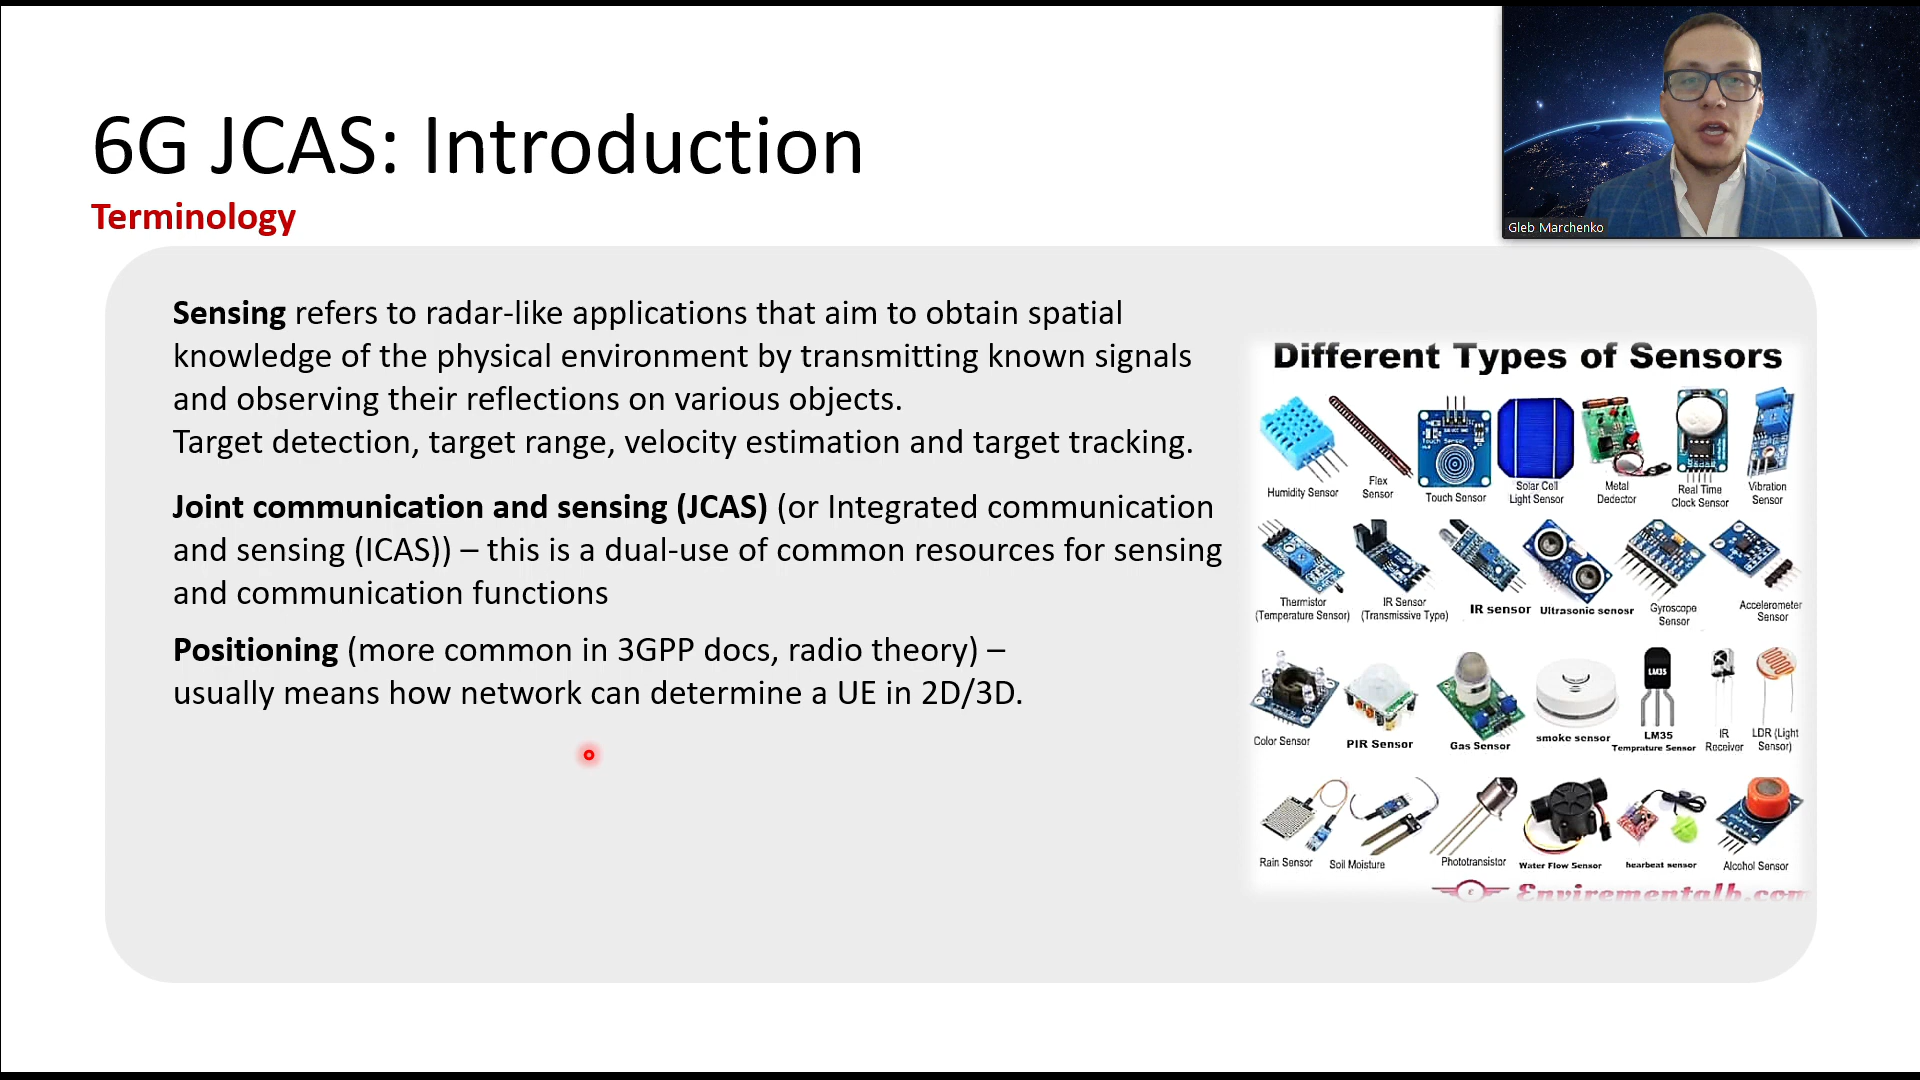 6G JCAS: Introduction
Terminology
Gleb Marchenko
Sensing refers to radar-like applications that aim to obtain spatial
knowledge of the physical environment by transmitting known signals
and observing their reflections on various objects.
Target detection, target range, velocity estimation and target tracking.
Joint communication and sensing (JCAS) (or Integrated communication
and sensing (ICAS)) – this is a dual-use of common resources for sensing
and communication functions
Positioning (more common in 3GPP docs, radio theory) –
usually means how network can determine a UE in 2D/3D.
Different Types of Sensors
Touch Sensor
Humidity Sensor
Flex
Sensor
Touch Sensor
Solar Cell
Light Sensor
Metal
Dedector
Real Time
Clock Sensor
Vibration
Sensor
Thermistor
(Temperature Sensor)
IR Sensor
(Transmissive Type)
IR sensor
Ultrasonic senosr
Gyroscope
Sensor
Accelerometer
Sensor
LM35
Color Sensor
PIR Sensor
Gas Sensor
smoke sensor
LM35
Temprature Sensor
IR
Receiver
LDR (Light
Sensor)
Rain Sensor
Soil Moisture
Phototransistor
Water Flow Sensor
hearbeat sensor
Alcohol Sensor
Envirementalb.com